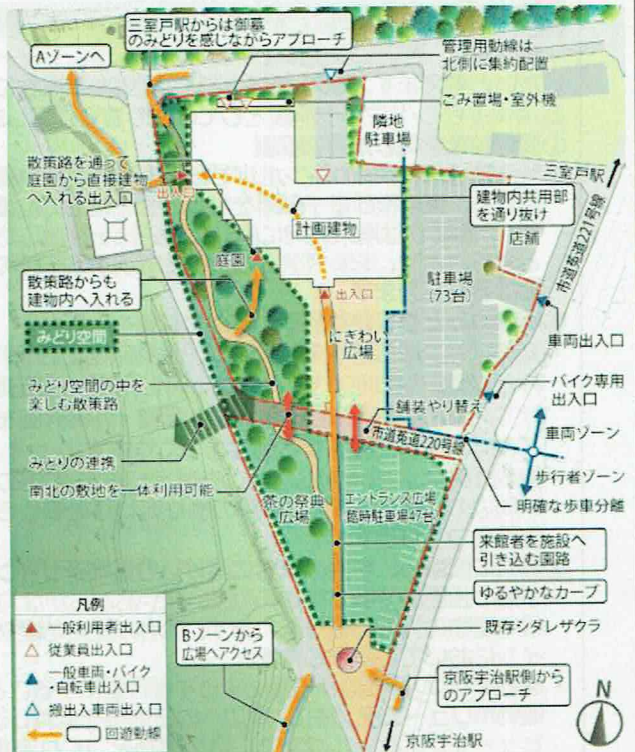 三室戸駅からは御墓
のみどりを感じながらアプローチ
Aゾーンへ
管理用動線は
北側に集約配置
ごみ置場・室外機
隣地
駐車場
三室戸駅
散策路を通って
庭園から直接建物
へ入れる出入口
出入口
建物内共用部
を通り抜け
計画建物
店舗
市道菟道221号線
庭園
駐車場
(73台)
散策路からも
建物内へ入れる
出入口
みどり空間
にぎわい
広場
車両出入口
みどり空間の中を
楽しむ散策路
バイク専用
出入口
舗装やり替え
市道菟道220号線
車両ゾーン
みどりの連携
歩行者ゾーン
南北の敷地を一体利用可能
明確な歩車分離
茶の祭典
広場
エントランス広場
(臨時駐車場47台)
来館者を施設へ
引き込む園路
ゆるやかなカーブ
凡例
一般利用者出入口
従業員出入口
一般車両・バイク
・自転車出入口
搬出入車両出入口
回遊動線
Bゾーンから
広場へアクセス
既存シダレザクラ
京阪宇治駅側から
のアプローチ
京阪宇治駅
N